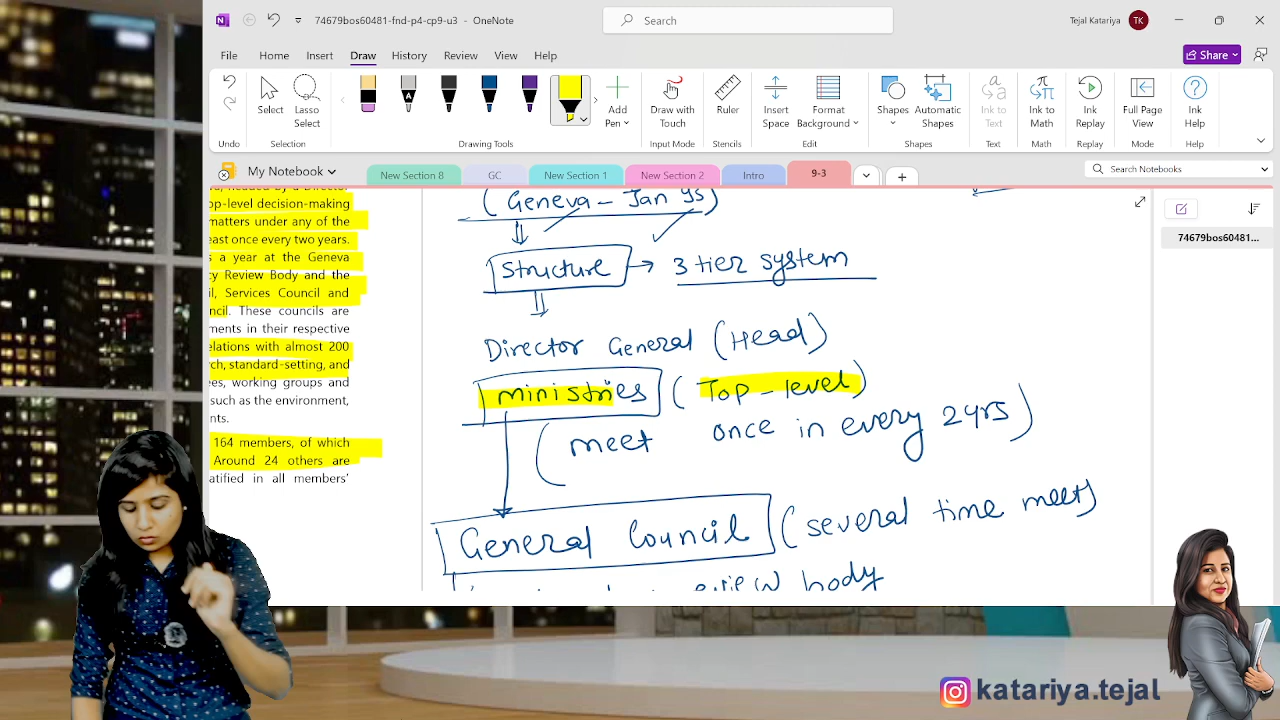 74679bos60481-fnd-p4-cp9-u3 - OneNote
Search
Tejal Katariya
TK
File Home Insert Draw History Review View Help
Share
Select
Lasso Select
Add Pen
Draw with Touch
Ruler
Insert Space
Format Background
Shapes
Automatic Shapes
Ink to Text
Ink to Math
Ink Replay
Full Page View
Ink Help
Undo
Selection
Drawing Tools
Input Mode
Stencils
Edit
Shapes
Math
Replay
Mode
Help
My Notebook
New Section 8
GC
New Section 1
New Section 2
Intro
9-3
Search Notebooks
74679bos60481...
op-level decision-making
matters under any of the
east once every two years.
s a year at the Geneva
y Review Body and the
il, Services Council and
ncil. These councils are
ments in their respective
elations with almost 200
rch, standard-setting, and
ees, working groups and
such as the environment,
nts.
164 members, of which
Around 24 others are
atified in all members'
(Geneva - Jan 95)
Structure → 3 tier system
Director General (Head)
ministries (Top-level)
(meet once in every 2 yrs)
General Council (several time meet)
body
katariya.tejal